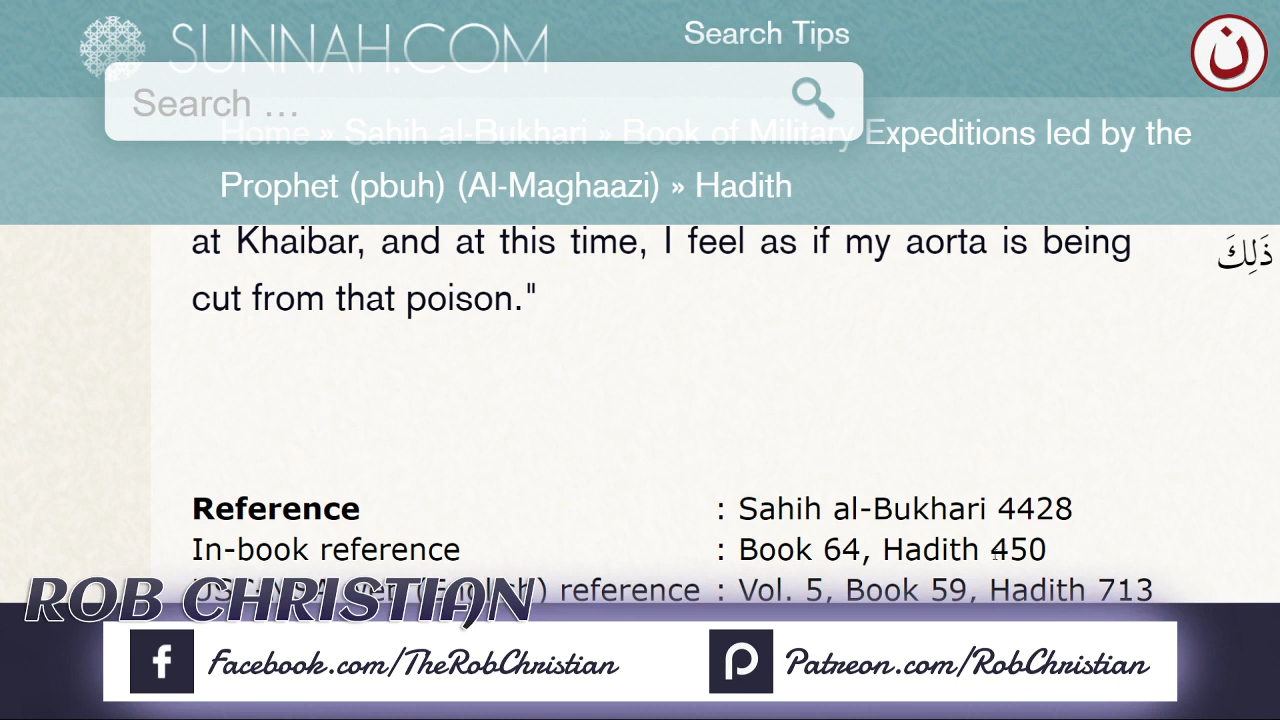 SUNNAH.COM
Search Tips
ن
Search ...
Home » Sahih al-Bukhari » Book of Military Expeditions led by the
Prophet (pbuh) (Al-Maghaazi) » Hadith
at Khaibar, and at this time, I feel as if my aorta is being
ذَلِكَ
cut from that poison."
Reference : Sahih al-Bukhari 4428
In-book reference : Book 64, Hadith 450
reference : Vol. 5, Book 59, Hadith 713
ROB CHRISTIAN
Facebook.com/TheRobChristian
Patreon.com/RobChristian